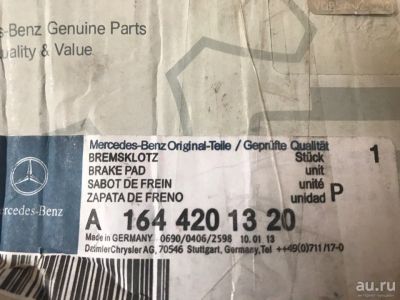 s-Benz Genuine Parts
uality & Value
Mercedes-Benz Original-Teile / Geprüfte Qualität
BREMSKLOTZ Stück 1
BRAKE PAD unit
SABOT DE FREIN unité
ZAPATA DE FRENO unidad P
ercedes-Benz
A 164 420 13 20
Made in GERMANY 0690/0406/2598 10.01 13
DaimlerChrysler AG, 70546 Stuttgart, Germany,Tel ++49(0)711/17-0
au.ru